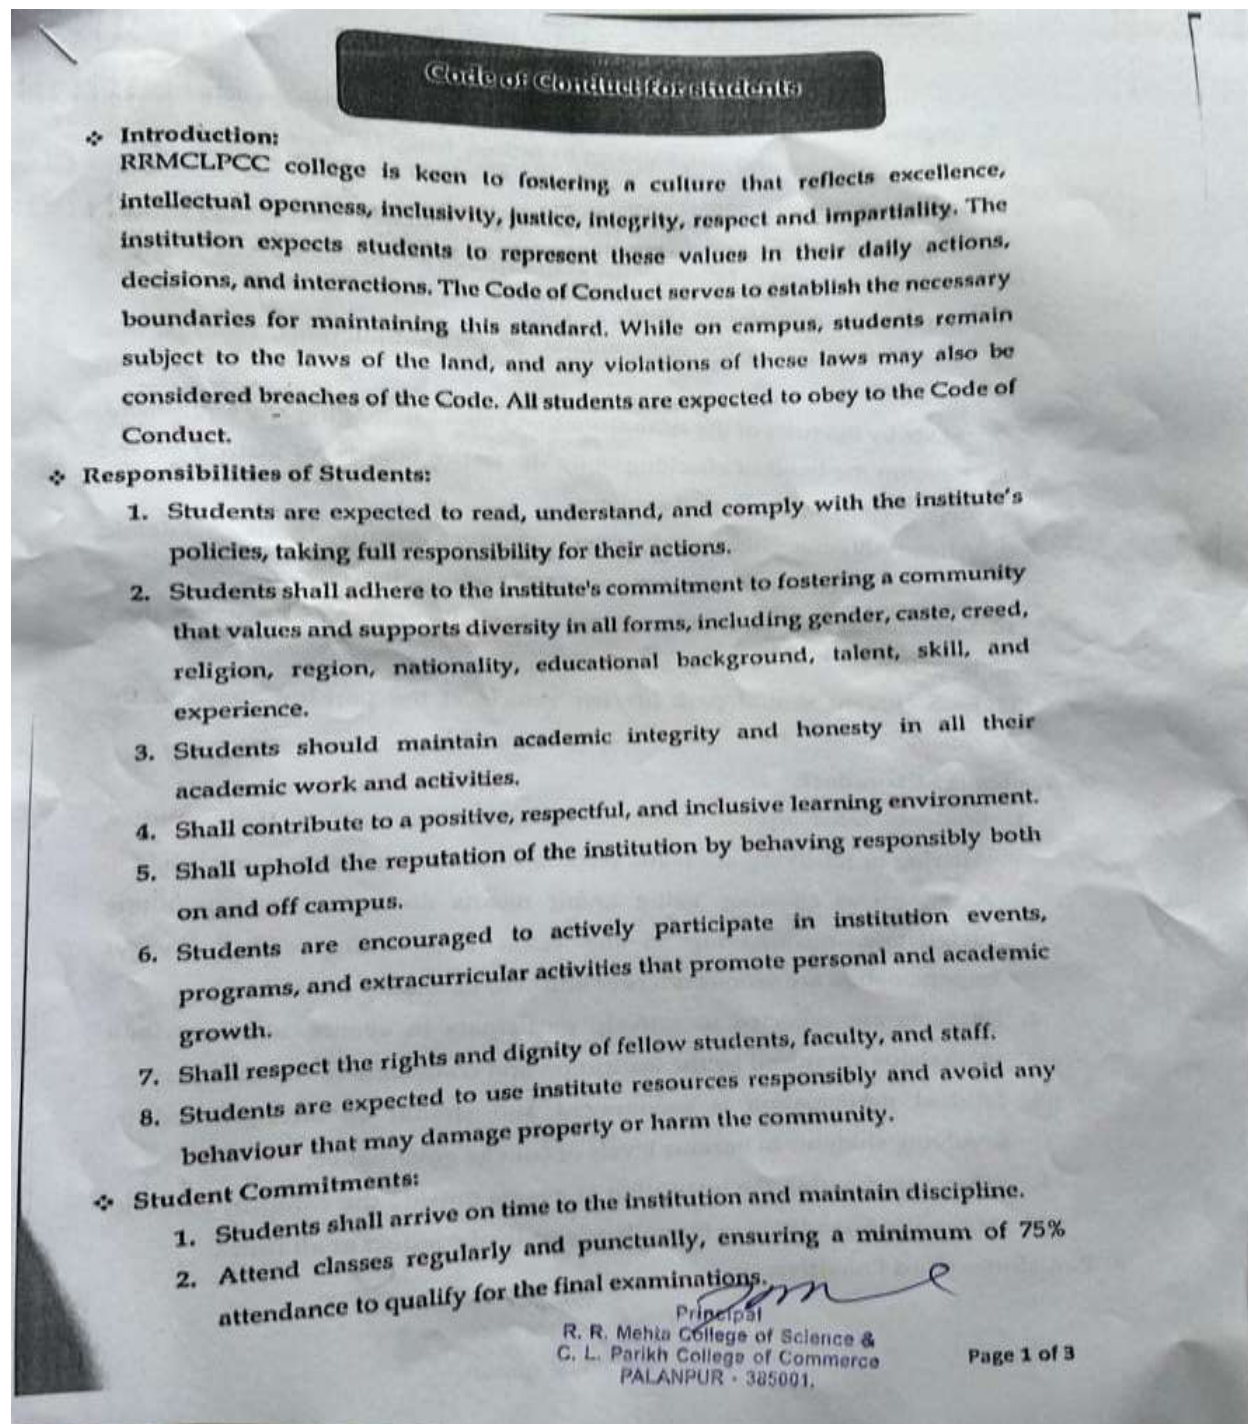 Code of Conduct for students
❖ Introduction:
RRMCLPCC college is keen to fostering a culture that reflects excellence,
intellectual openness, inclusivity, justice, integrity, respect and impartiality. The
institution expects students to represent these values in their daily actions,
decisions, and interactions. The Code of Conduct serves to establish the necessary
boundaries for maintaining this standard. While on campus, students remain
subject to the laws of the land, and any violations of these laws may also be
considered breaches of the Code. All students are expected to obey to the Code of
Conduct.
❖ Responsibilities of Students:
1. Students are expected to read, understand, and comply with the institute's
policies, taking full responsibility for their actions.
2. Students shall adhere to the institute's commitment to fostering a community
that values and supports diversity in all forms, including gender, caste, creed,
religion, region, nationality, educational background, talent, skill, and
experience.
3. Students should maintain academic integrity and honesty in all their
academic work and activities.
4. Shall contribute to a positive, respectful, and inclusive learning environment.
5. Shall uphold the reputation of the institution by behaving responsibly both
on and off campus.
6. Students are encouraged to actively participate in institution events,
programs, and extracurricular activities that promote personal and academic
growth.
7. Shall respect the rights and dignity of fellow students, faculty, and staff.
8. Students are expected to use institute resources responsibly and avoid any
behaviour that may damage property or harm the community.
❖ Student Commitments:
1. Students shall arrive on time to the institution and maintain discipline.
2. Attend classes regularly and punctually, ensuring a minimum of 75%
attendance to qualify for the final examinations.
Principal
R. R. Mehta College of Science &
C. L. Parikh College of Commerce
PALANPUR - 385001.
Page 1 of 3